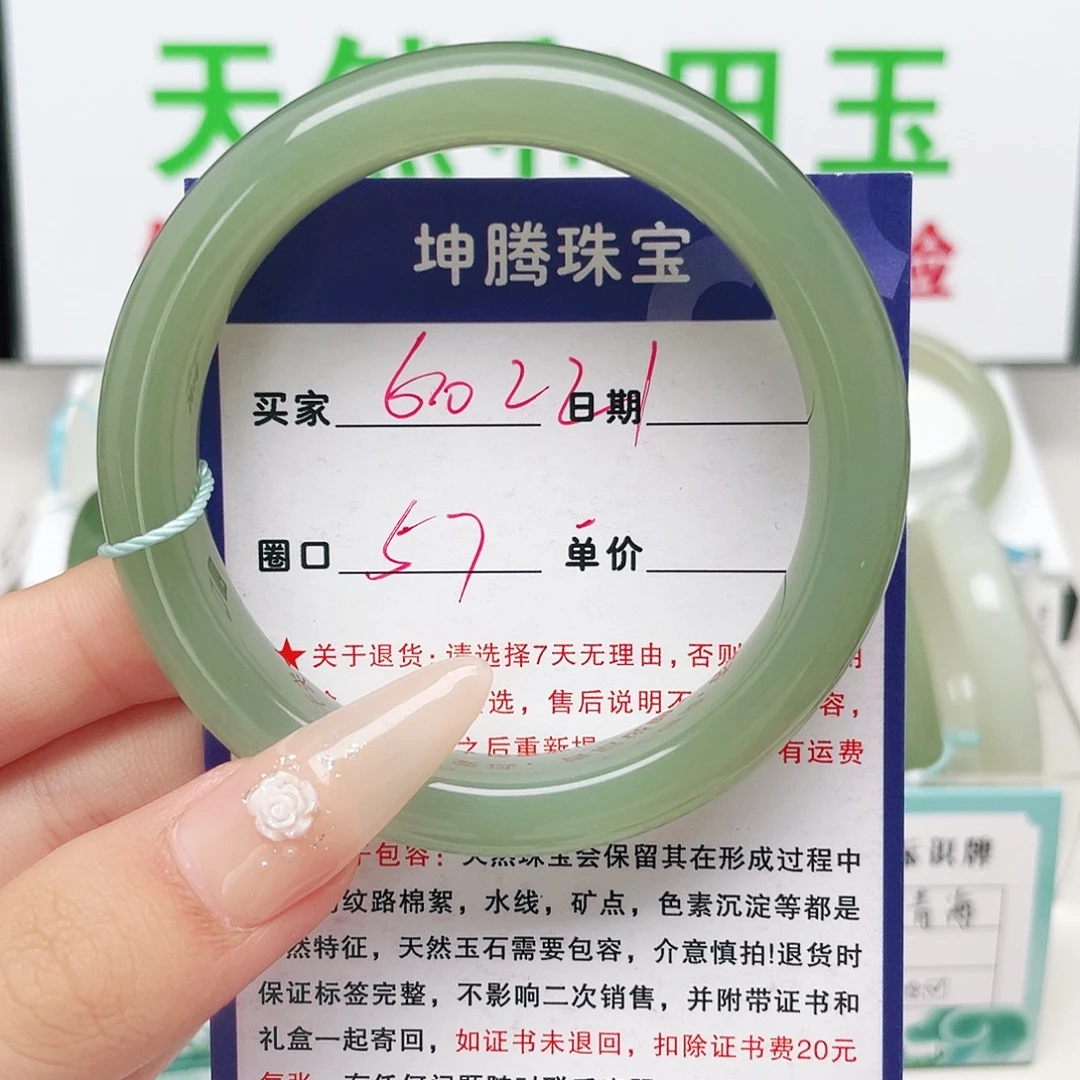 天然和田玉
检
坤腾珠宝
买家 60221 日期
圈口 57 单价
★关于退货：请选择7天无理由，否则
选，售后说明不 容，
之后重新 有运费
包容：天然珠宝会保留其在形成过程中
纹路棉絮，水线，矿点，色素沉淀等都是
然特征，天然玉石需要包容，介意慎拍!退货时
保证标签完整，不影响二次销售，并附带证书和
礼盒一起寄回，如证书未退回，扣除证书费20元
标识牌
青海